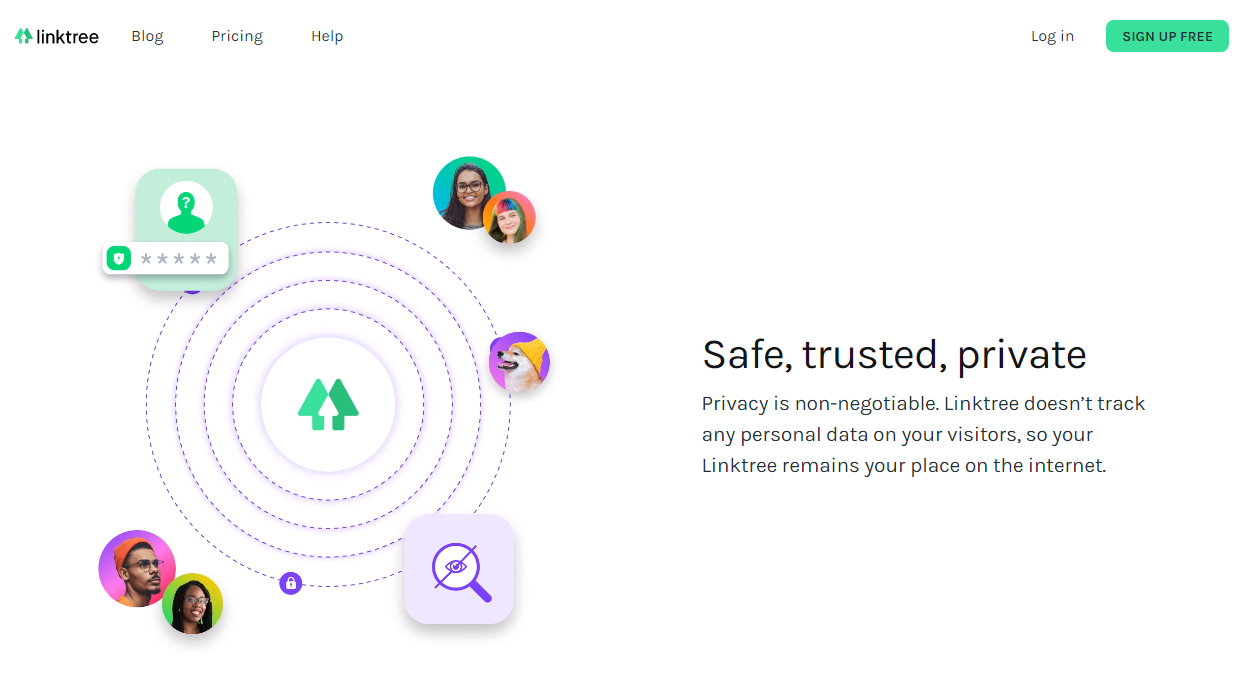 linktree
Blog
Pricing
Help
Log in
SIGN UP FREE
?
*****
Safe, trusted, private
Privacy is non-negotiable. Linktree doesn’t track
any personal data on your visitors, so your
Linktree remains your place on the internet.